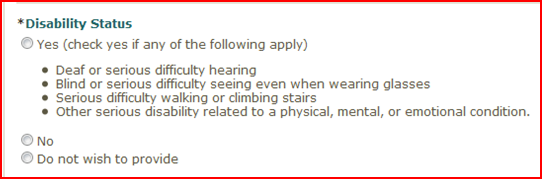 *Disability Status
Yes (check yes if any of the following apply)
• Deaf or serious difficulty hearing
• Blind or serious difficulty seeing even when wearing glasses
• Serious difficulty walking or climbing stairs
• Other serious disability related to a physical, mental, or emotional condition.
No
Do not wish to provide